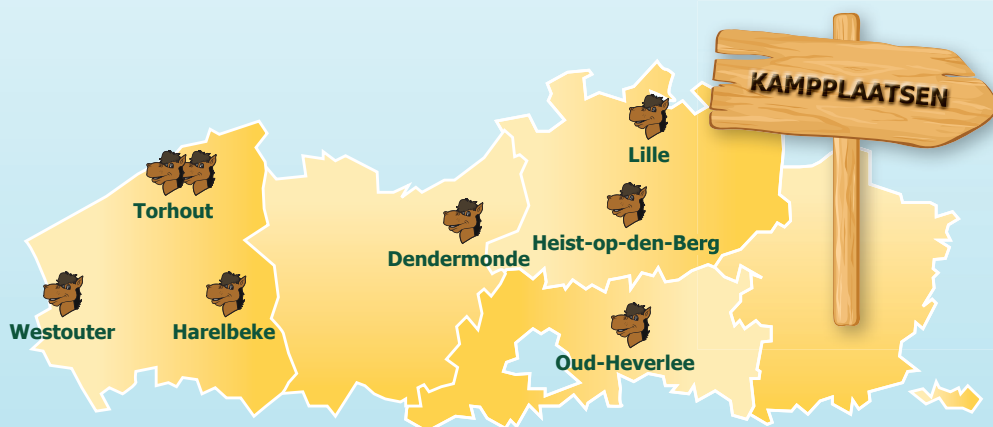 KAMPPLAATSEN
Lille
Torhout
Heist-op-den-Berg
Dendermonde
Westouter
Harelbeke
Oud-Heverlee